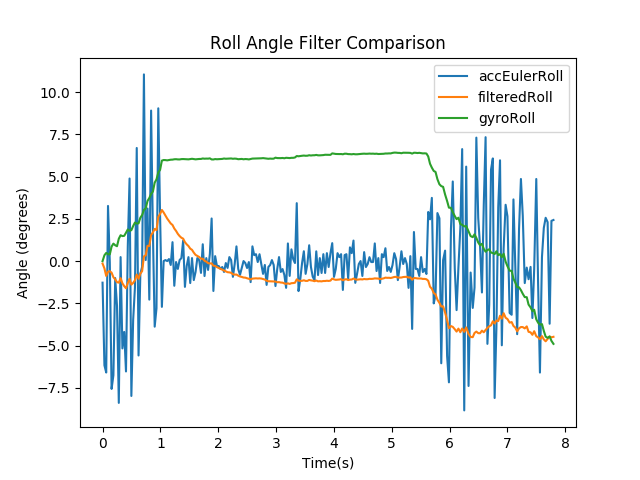 Roll Angle Filter Comparison
accEulerRoll
filteredRoll
gyroRoll
10.0
7.5
5.0
2.5
0.0
−2.5
−5.0
−7.5
Angle (degrees)
0 1 2 3 4 5 6 7 8
Time(s)